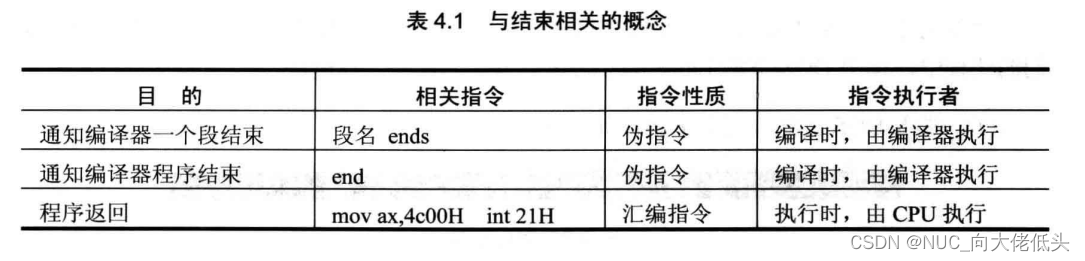 表 4.1 与结束相关的概念
目 的 相关指令 指令性质 指令执行者
通知编译器一个段结束 段名 ends 伪指令 编译时，由编译器执行
通知编译器程序结束 end 伪指令 编译时，由编译器执行
程序返回 mov ax,4c00H int 21H 汇编指令 执行时，由 CPU 执行
CSDN @NUC_向大佬低头